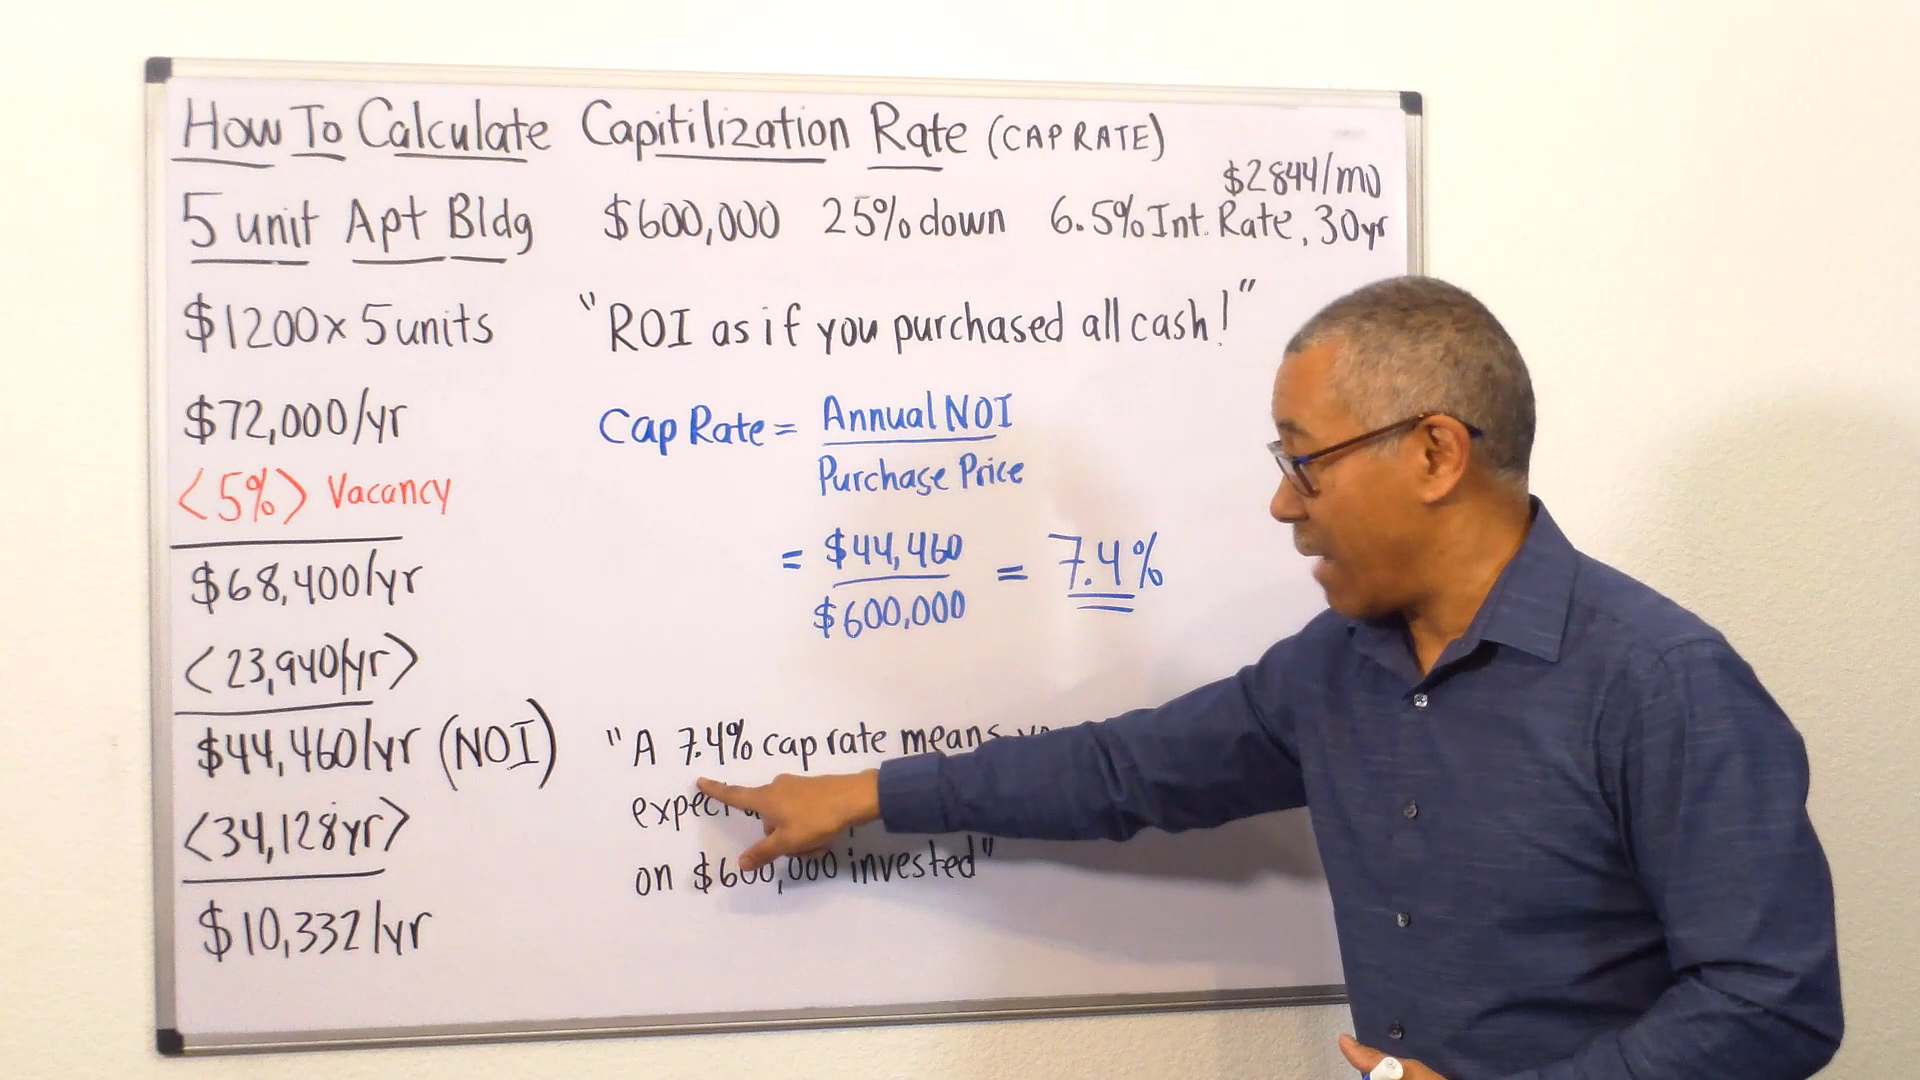 How To Calculate Capitilization Rate (CAP RATE)
$2844/mo
5 unit Apt Bldg $600,000 25% down 6.5% Int. Rate, 30yr
$1200 x 5 units
"ROI as if you purchased all cash!"
$72,000/yr
Cap Rate = Annual NOI
Purchase Price
<5%> Vacancy
= $44,460 = 7.4%
$600,000
$68,400/yr
<23,940/yr>
$44,460/yr (NOI)
<34,128yr>
$10,332/yr
"A 7.4% cap rate means
on $600,000 invested"